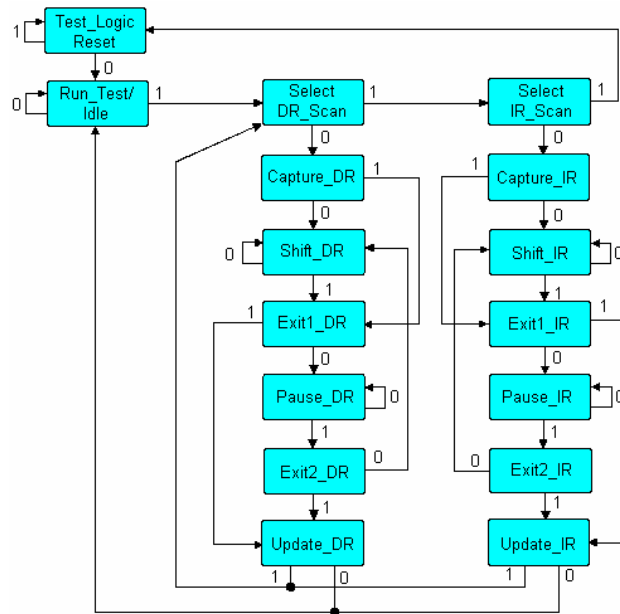 Test_Logic
Reset
1
0
Run_Test/
Idle
0
1
Select
DR_Scan
1
Select
IR_Scan
1
0
0
Capture_DR
1
1
Capture_IR
0
0
Shift_DR
0
Shift_IR
0
1
1
1
Exit1_DR
Exit1_IR
1
0
0
Pause_DR
0
Pause_IR
0
1
1
Exit2_DR
0
0
Exit2_IR
1
1
Update_DR
Update_IR
1
0
1
0